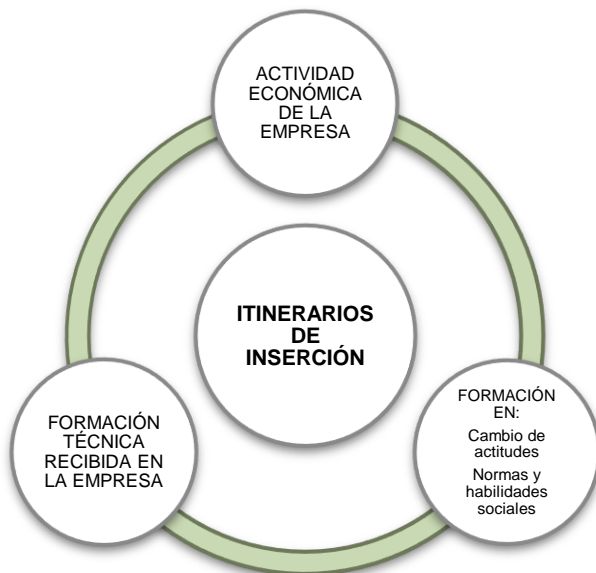 ACTIVIDAD
ECONÓMICA
DE LA
EMPRESA
ITINERARIOS
DE
INSERCIÓN
FORMACIÓN
TÉCNICA
RECIBIDA EN
LA EMPRESA
FORMACIÓN
EN:
Cambio de
actitudes
Normas y
habilidades
sociales